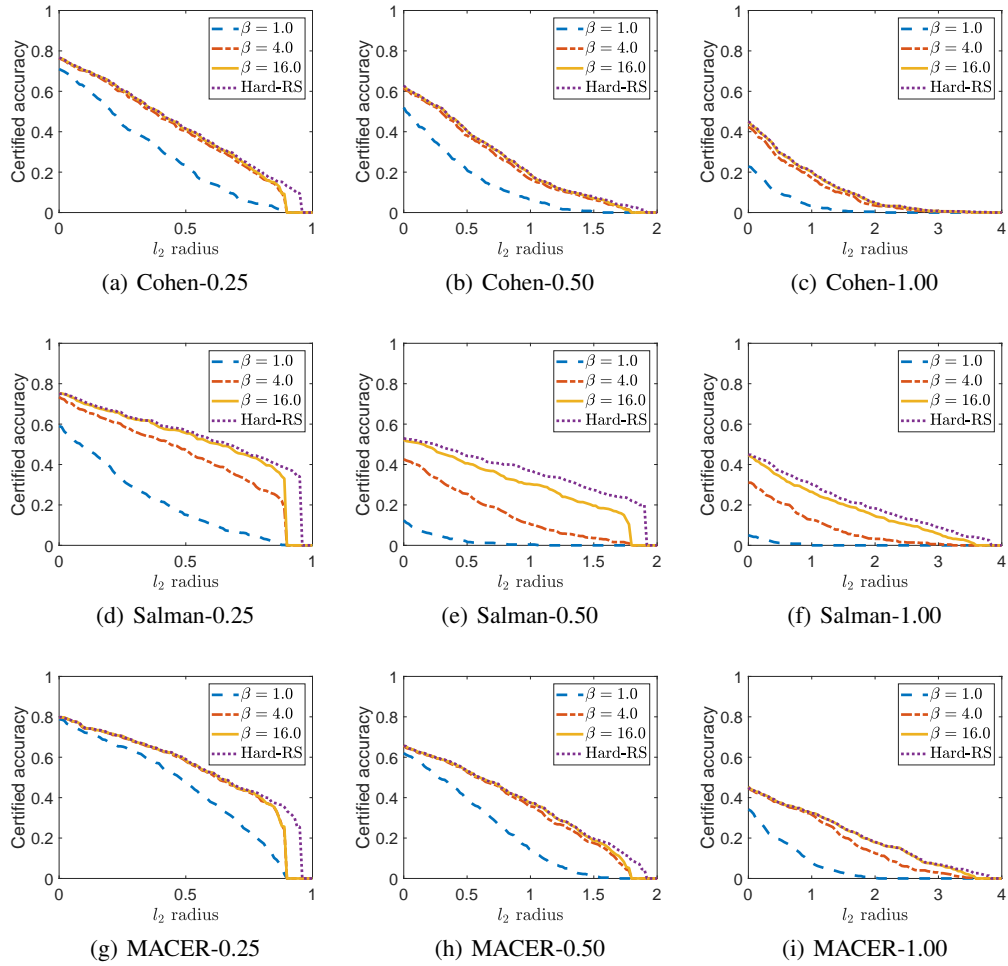 1
0.8
0.6
0.4
0.2
0
Certified accuracy
β = 1.0
β = 4.0
β = 16.0
Hard-RS
0 0.5 1
l2 radius
(a) Cohen-0.25
1
0.8
0.6
0.4
0.2
0
Certified accuracy
β = 1.0
β = 4.0
β = 16.0
Hard-RS
0 0.5 1 1.5 2
l2 radius
(b) Cohen-0.50
1
0.8
0.6
0.4
0.2
0
Certified accuracy
β = 1.0
β = 4.0
β = 16.0
Hard-RS
0 1 2 3 4
l2 radius
(c) Cohen-1.00
1
0.8
0.6
0.4
0.2
0
Certified accuracy
β = 1.0
β = 4.0
β = 16.0
Hard-RS
0 0.5 1
l2 radius
(d) Salman-0.25
1
0.8
0.6
0.4
0.2
0
Certified accuracy
β = 1.0
β = 4.0
β = 16.0
Hard-RS
0 0.5 1 1.5 2
l2 radius
(e) Salman-0.50
1
0.8
0.6
0.4
0.2
0
Certified accuracy
β = 1.0
β = 4.0
β = 16.0
Hard-RS
0 1 2 3 4
l2 radius
(f) Salman-1.00
1
0.8
0.6
0.4
0.2
0
Certified accuracy
β = 1.0
β = 4.0
β = 16.0
Hard-RS
0 0.5 1
l2 radius
(g) MACER-0.25
1
0.8
0.6
0.4
0.2
0
Certified accuracy
β = 1.0
β = 4.0
β = 16.0
Hard-RS
0 0.5 1 1.5 2
l2 radius
(h) MACER-0.50
1
0.8
0.6
0.4
0.2
0
Certified accuracy
β = 1.0
β = 4.0
β = 16.0
Hard-RS
0 1 2 3 4
l2 radius
(i) MACER-1.00